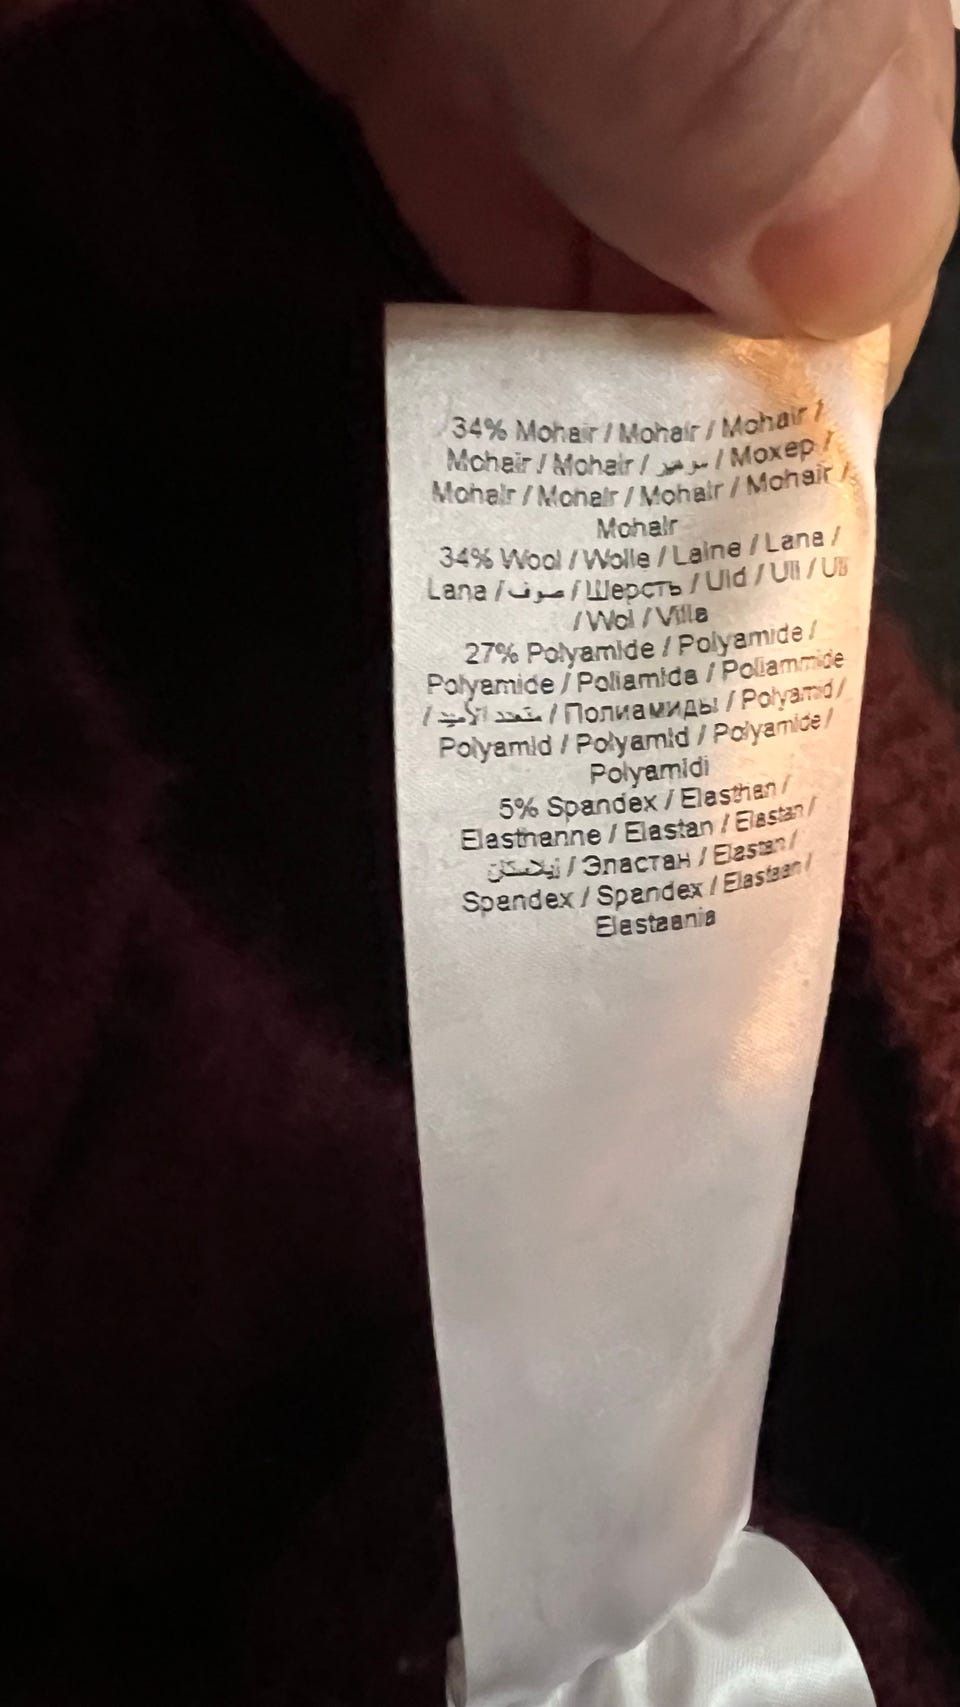 34% Mohair / Mohair / Mohair /
Mohair / Mohair / موهير / Мохер /
Mohair / Mohair / Mohair / Mohair /
Mohair
34% Wool / Wolle / Laine / Lana /
Lana / صوف / Шерсть / Uld / Ull / Ull
/ Wol / Villa
27% Polyamide / Polyamide /
Polyamide / Poliamida / Poliammide
/ متعدد الأميد / Полиамиды / Polyamid /
Polyamid / Polyamid / Polyamide /
Polyamidi
5% Spandex / Elasthan /
Elasthanne / Elastan / Elastan /
إيلاستان / Эластан / Elastan /
Spandex / Spandex / Elastaan /
Elastaania